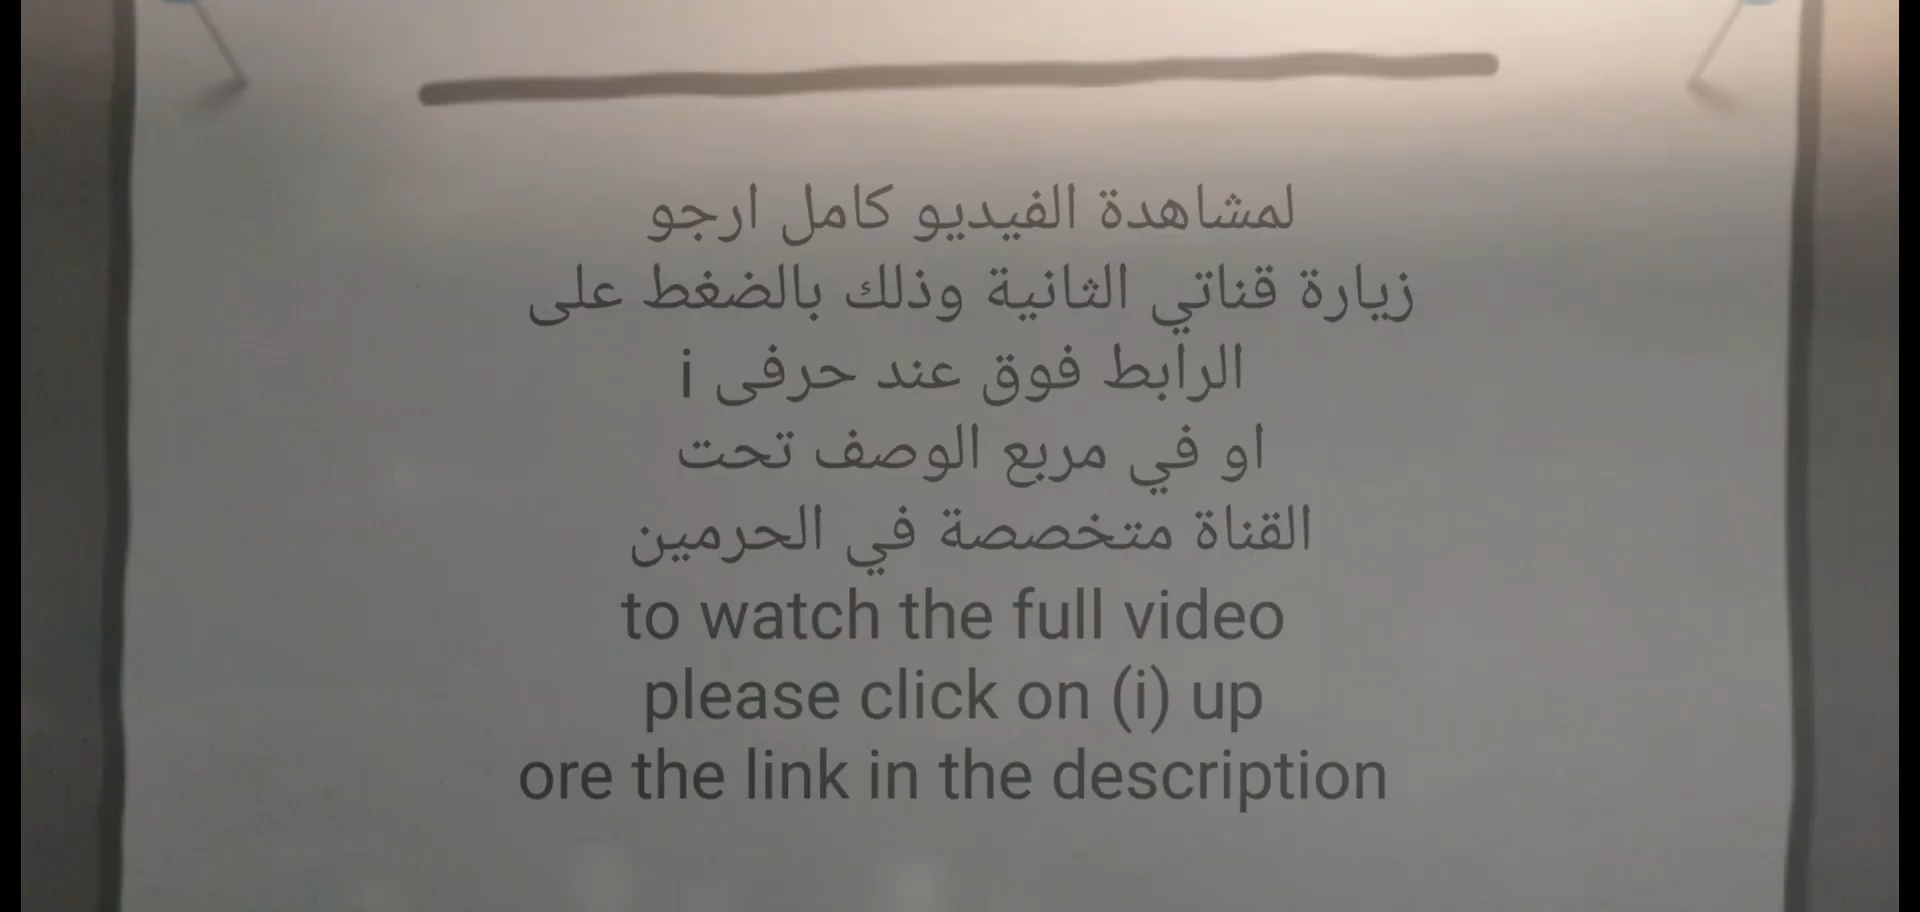 لمشاهدة الفيديو كامل ارجو
زيارة قناتي الثانية وذلك بالضغط على
الرابط فوق عند حرفى i
او في مربع الوصف تحت
القناة متخصصة في الحرمين
to watch the full video
please click on (i) up
ore the link in the description